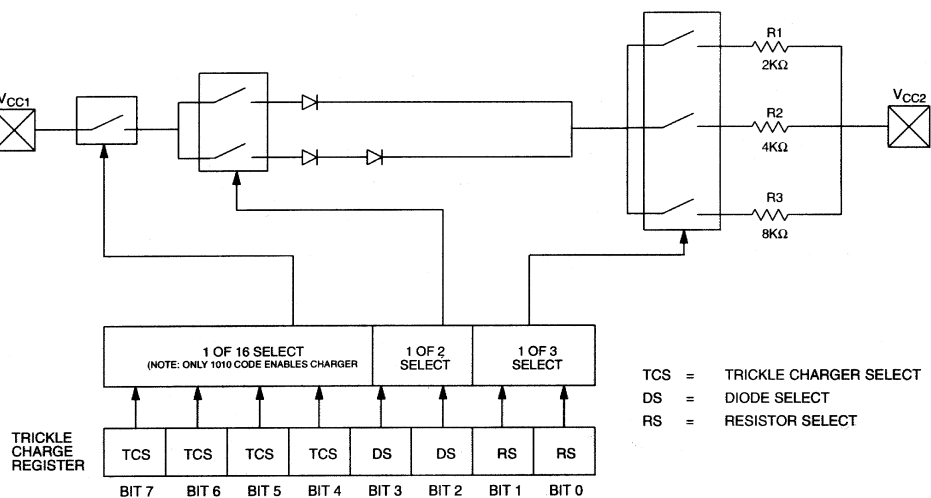 R1
2KΩ
VCC1
VCC2
R2
4KΩ
R3
8KΩ
1 OF 16 SELECT
(NOTE: ONLY 1010 CODE ENABLES CHARGER
1 OF 2
SELECT
1 OF 3
SELECT
TCS = TRICKLE CHARGER SELECT
DS = DIODE SELECT
RS = RESISTOR SELECT
TRICKLE
CHARGE
REGISTER
TCS TCS TCS TCS DS DS RS RS
BIT 7 BIT 6 BIT 5 BIT 4 BIT 3 BIT 2 BIT 1 BIT 0